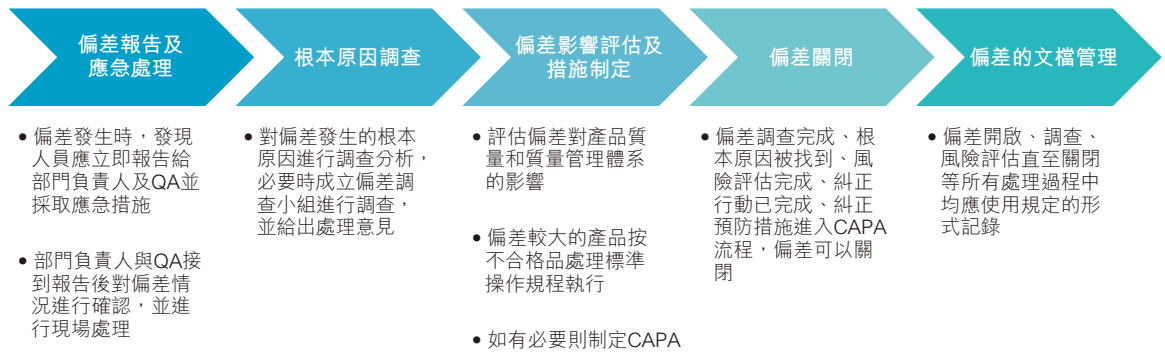 偏差報告及
應急處理
根本原因調查
偏差影響評估及
措施制定
偏差關閉
偏差的文檔管理
• 偏差發生時，發現
人員應立即報告給
部門負責人及QA並
採取應急措施
• 部門負責人與QA接
到報告後對偏差情
況進行確認，並進
行現場處理
• 對偏差發生的根本
原因進行調查分析，
必要時成立偏差調
查小組進行調查，
並給出處理意見
• 評估偏差對產品質
量和質量管理體系
的影響
• 偏差較大的產品按
不合格品處理標準
操作規程執行
• 如有必要則制定CAPA
• 偏差調查完成、根
本原因被找到、風
險評估完成、糾正
行動已完成、糾正
預防措施進入CAPA
流程，偏差可以關
閉
• 偏差開啟、調查、
風險評估直至關閉
等所有處理過程中
均應使用規定的形
式記錄